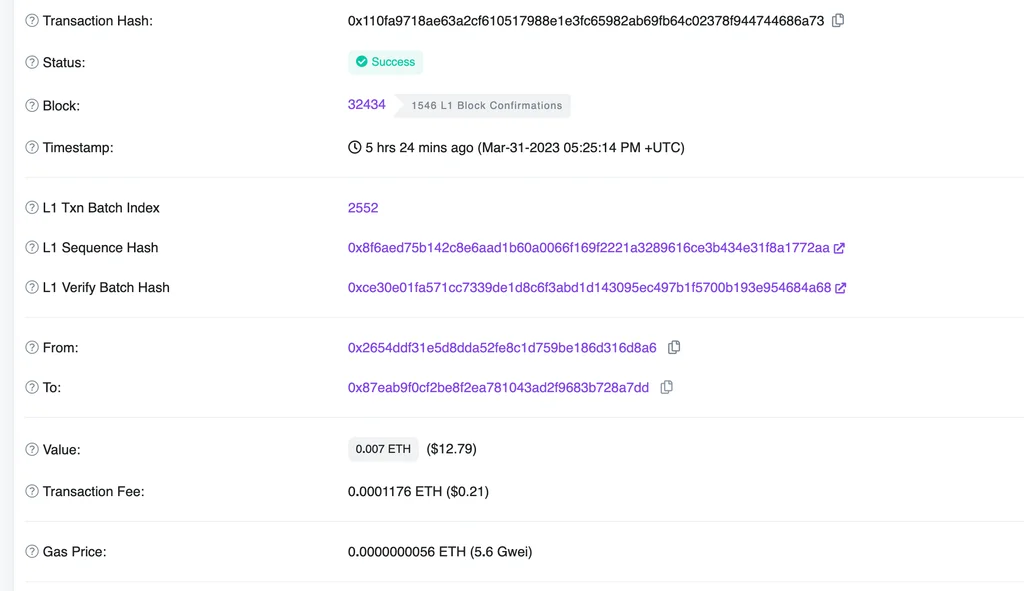 Transaction Hash: 0x110fa9718ae63a2cf610517988e1e3fc65982ab69fb64c02378f944744686a73
Status: Success
Block: 32434 1546 L1 Block Confirmations
Timestamp: 5 hrs 24 mins ago (Mar-31-2023 05:25:14 PM +UTC)
L1 Txn Batch Index 2552
L1 Sequence Hash 0x8f6aed75b142c8e6aad1b60a0066f169f2221a3289616ce3b434e31f8a1772aa
L1 Verify Batch Hash 0xce30e01fa571cc7339de1d8c6f3abd1d143095ec497b1f5700b193e954684a68
From: 0x2654ddf31e5d8dda52fe8c1d759be186d316d8a6
To: 0x87eab9f0cf2be8f2ea781043ad2f9683b728a7dd
Value: 0.007 ETH ($12.79)
Transaction Fee: 0.0001176 ETH ($0.21)
Gas Price: 0.0000000056 ETH (5.6 Gwei)